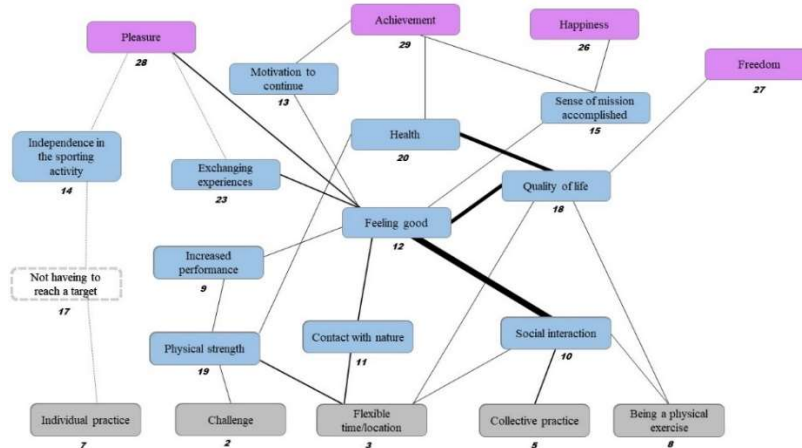 Achievement
29
Happiness
26
Pleasure
28
Freedom
27
Motivation to
continue
13
Sense of mission
accomplished
15
Health
20
Independence in
the sporting
activity
14
Exchanging
experiences
23
Quality of life
18
Feeling good
12
Increased
performance
9
Not haveing to
reach a target
17
Physical strength
19
Contact with nature
11
Social interaction
10
Individual practice
7
Challenge
2
Flexible
time/location
3
Collective practice
5
Being a physical
exercise
8